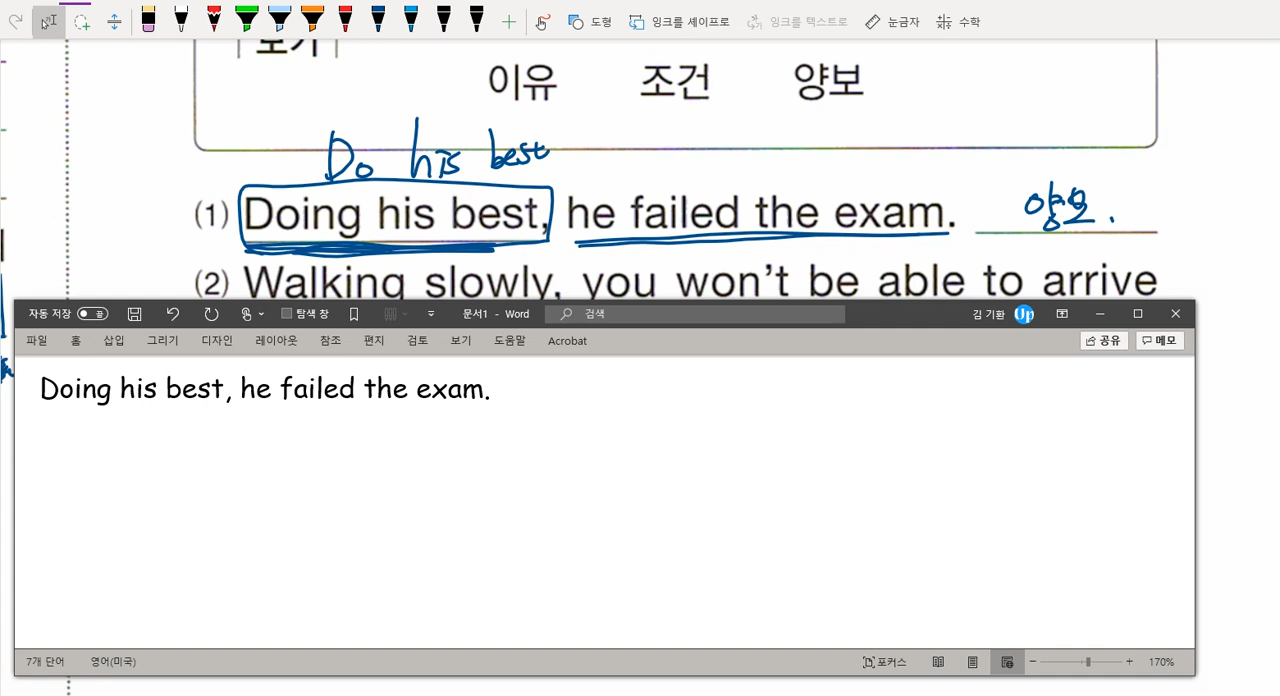 도형 잉크를 셰이프로 잉크를 텍스트로 눈금자 수학
보기
이유 조건 양보
Do his best
(1) Doing his best, he failed the exam. 양보.
(2) Walking slowly, you won't be able to arrive
자동 저장 끔 탐색 창 문서1 - Word 검색 김 기환 Up
파일 홈 삽입 그리기 디자인 레이아웃 참조 편지 검토 보기 도움말 Acrobat 공유 메모
Doing his best, he failed the exam.
7개 단어 영어(미국) 포커스 170%